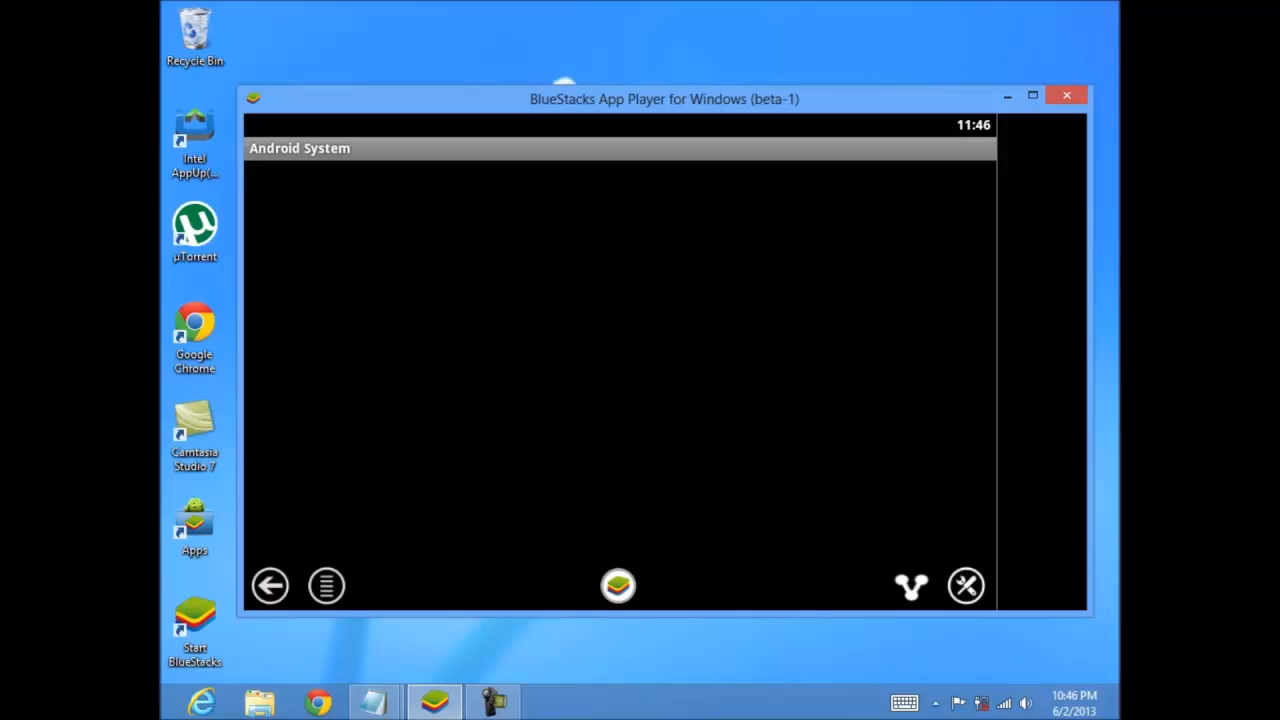 Recycle Bin
Intel
AppUp(...
µTorrent
Google
Chrome
Camtasia
Studio 7
Apps
Start
BlueStacks
BlueStacks App Player for Windows (beta-1)
11:46
Android System
10:46 PM
6/2/2013